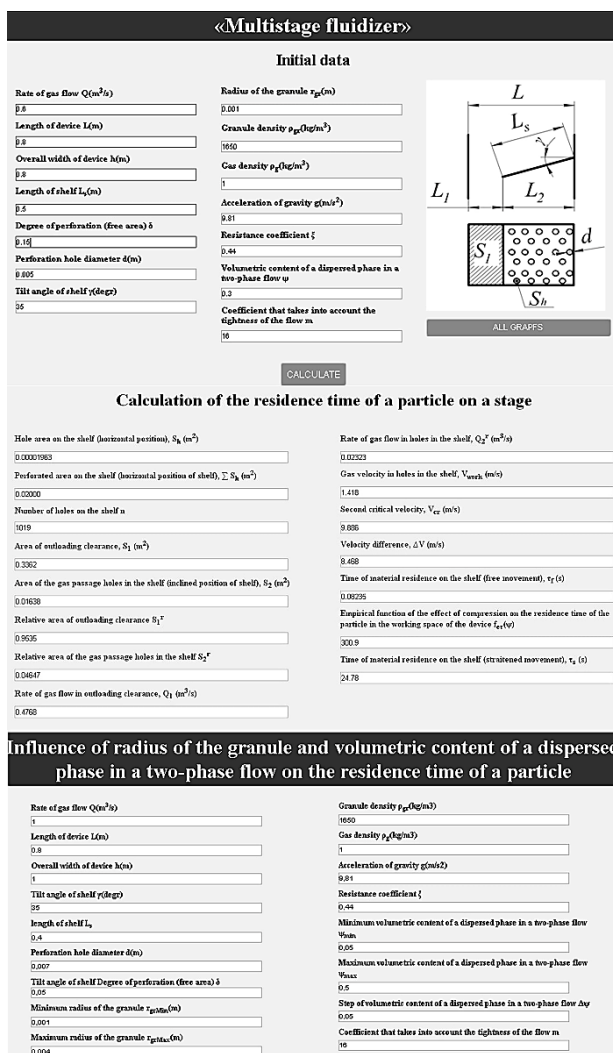 «Multistage fluidizer»
Initial data
Rate of gas flow Q(m³/s)
Length of device L(m)
0.8
Overall width of device h(m)
0.8
Length of shelf Lₛ(m)
0.5
Degree of perforation (free area) δ
0.15
Perforation hole diameter d(m)
0.005
Tilt angle of shelf γ(degr)
35
Radius of the granule r_gr(m)
0.001
Granule density ρ_gr(kg/m³)
1650
Gas density ρ_g(kg/m³)
1
Acceleration of gravity g(m/s²)
9.81
Resistance coefficient ξ
0.44
Volumetric content of a dispersed phase in a
two-phase flow ψ
0.3
Coefficient that takes into account the
tightness of the flow m
16
L
Lₛ
γ
L₁
L₂
S₁
d
Sₕ
ALL GRAPFS
CALCULATE
Calculation of the residence time of a particle on a stage
Hole area on the shelf (horizontal position), Sₕ (m²)
0.00001963
Perforated area on the shelf (horizontal position of shelf), ∑ Sₕ (m²)
0.02000
Number of holes on the shelf n
1019
Area of outloading clearance, S₁ (m²)
0.3362
Area of the gas passage holes in the shelf (inclined position of shelf), S₂ (m²)
0.01638
Relative area of outloading clearance S₁ʳ
0.9535
Relative area of the gas passage holes in the shelf S₂ʳ
0.04647
Rate of gas flow in outloading clearance, Q₁ (m³/s)
0.4768
Rate of gas flow in holes in the shelf, Q₂ʳ (m³/s)
0.02323
Gas velocity in holes in the shelf, V_work (m/s)
1.418
Second critical velocity, V_cr (m/s)
9.886
Velocity difference, ΔV (m/s)
8.468
Time of material residence on the shelf (free movement), τ_f (s)
0.08235
Empirical function of the effect of compression on the residence time of the
particle in the working space of the device f_cr(ψ)
300.9
Time of material residence on the shelf (straitened movement), τₛ (s)
24.78
Influence of radius of the granule and volumetric content of a dispersed
phase in a two-phase flow on the residence time of a particle
Rate of gas flow Q(m³/s)
1
Length of device L(m)
0.8
Overall width of device h(m)
1
Tilt angle of shelf γ(degr)
35
length of shelf Lₛ
0,4
Perforation hole diameter d(m)
0,007
Tilt angle of shelf Degree of perforation (free area) δ
0,05
Minimum radius of the granule r_grMin(m)
0,001
Maximum radius of the granule r_grMax(m)
0,004
Granule density ρ_gr(kg/m3)
1650
Gas density ρ_g(kg/m3)
1
Acceleration of gravity g(m/s2)
9,81
Resistance coefficient ξ
0,44
Minimum volumetric content of a dispersed phase in a two-phase flow
ψ_min
0,05
Maximum volumetric content of a dispersed phase in a two-phase flow
ψ_max
0,5
Step of volumetric content of a dispersed phase in a two-phase flow Δψ
0,05
Coefficient that takes into account the tightness of the flow m
16